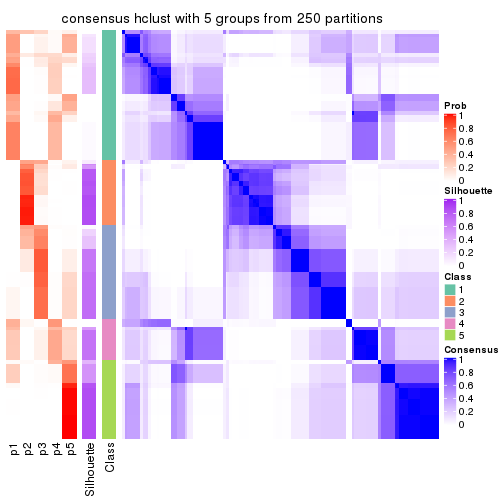 consensus hclust with 5 groups from 250 partitions
Prob
1
0.8
0.6
0.4
0.2
0
Silhouette
1
0.8
0.6
0.4
0.2
0
Class
1
2
3
4
5
Consensus
1
0.8
0.6
0.4
0.2
0
p1
p2
p3
p4
p5
Silhouette
Class